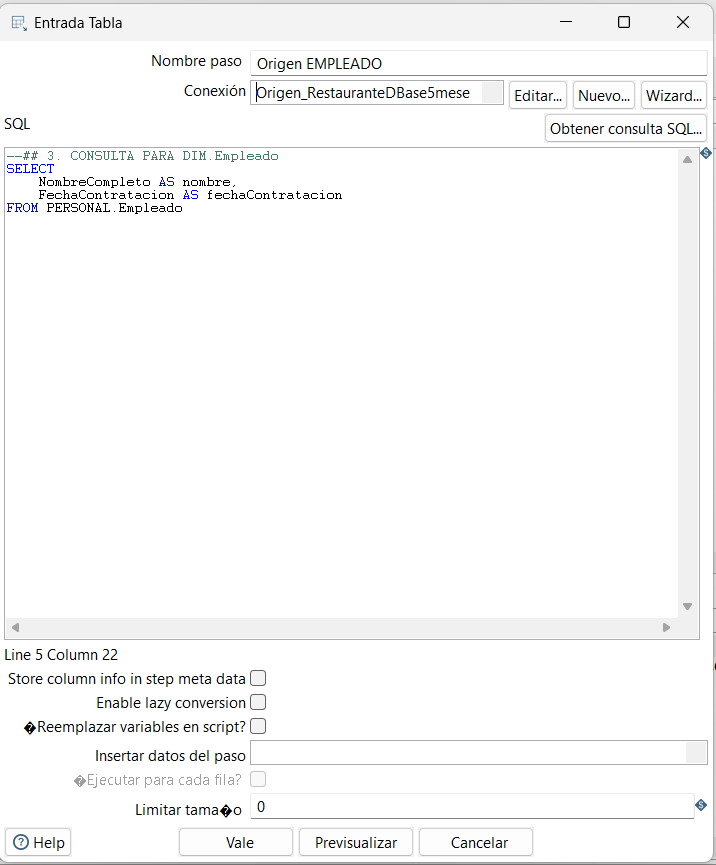 Entrada Tabla
Nombre paso Origen EMPLEADO
Conexión Origen_RestauranteDBase5mese Editar... Nuevo... Wizard...
SQL
Obtener consulta SQL...
--## 3. CONSULTA PARA DIM.Empleado
SELECT
NombreCompleto AS nombre,
FechaContratacion AS fechaContratacion
FROM PERSONAL.Empleado
Line 5 Column 22
Store column info in step meta data
Enable lazy conversion
�Reemplazar variables en script?
Insertar datos del paso
�Ejecutar para cada fila?
Limitar tama�o 0
Help Vale Previsualizar Cancelar